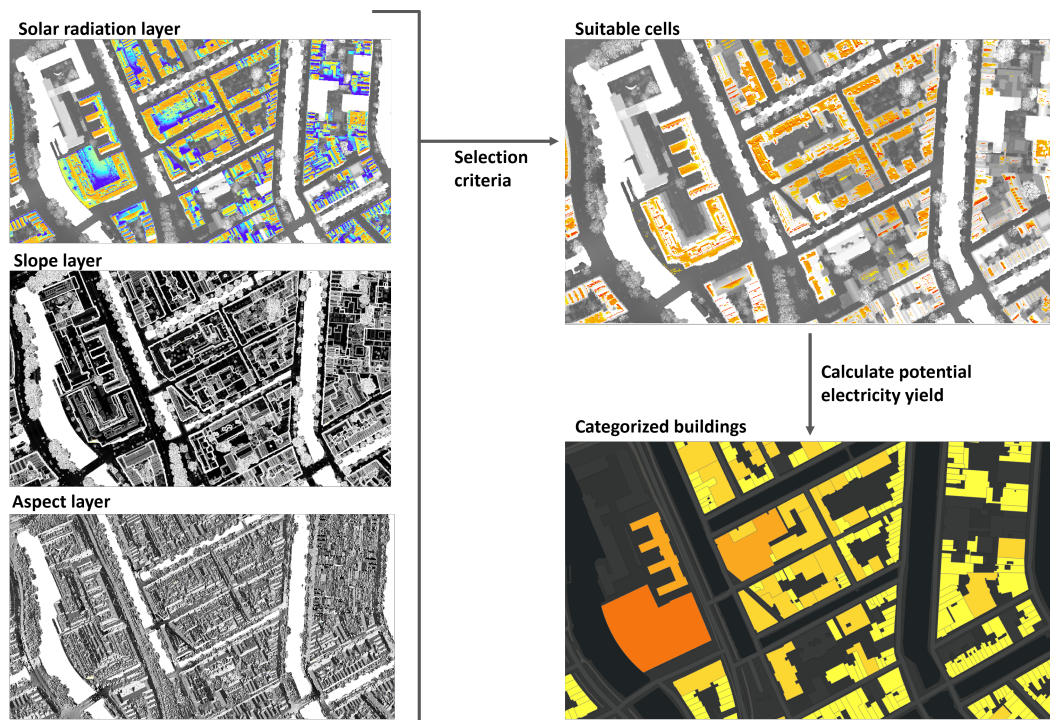 Solar radiation layer
Slope layer
Aspect layer
Selection
criteria
Suitable cells
Calculate potential
electricity yield
Categorized buildings